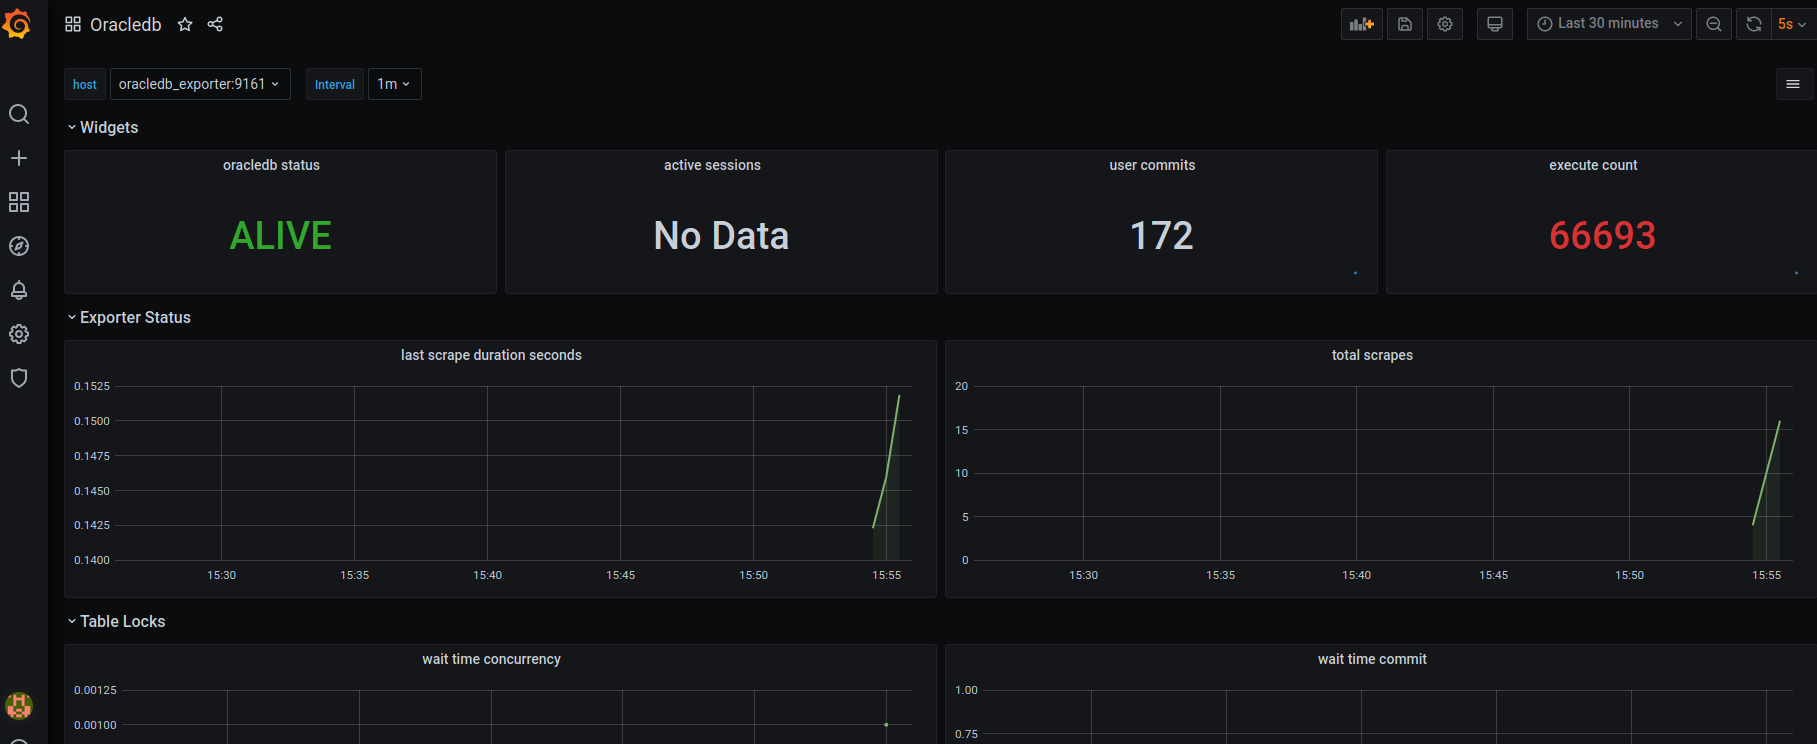 Oracledb
Last 30 minutes
5s
host
oracledb_exporter:9161
Interval
1m
Widgets
oracledb status
ALIVE
active sessions
No Data
user commits
172
execute count
66693
Exporter Status
last scrape duration seconds
0.1525
0.1500
0.1475
0.1450
0.1425
0.1400
15:30 15:35 15:40 15:45 15:50 15:55
total scrapes
20
15
10
5
0
15:30 15:35 15:40 15:45 15:50 15:55
Table Locks
wait time concurrency
0.00125
0.00100
wait time commit
1.00
0.75